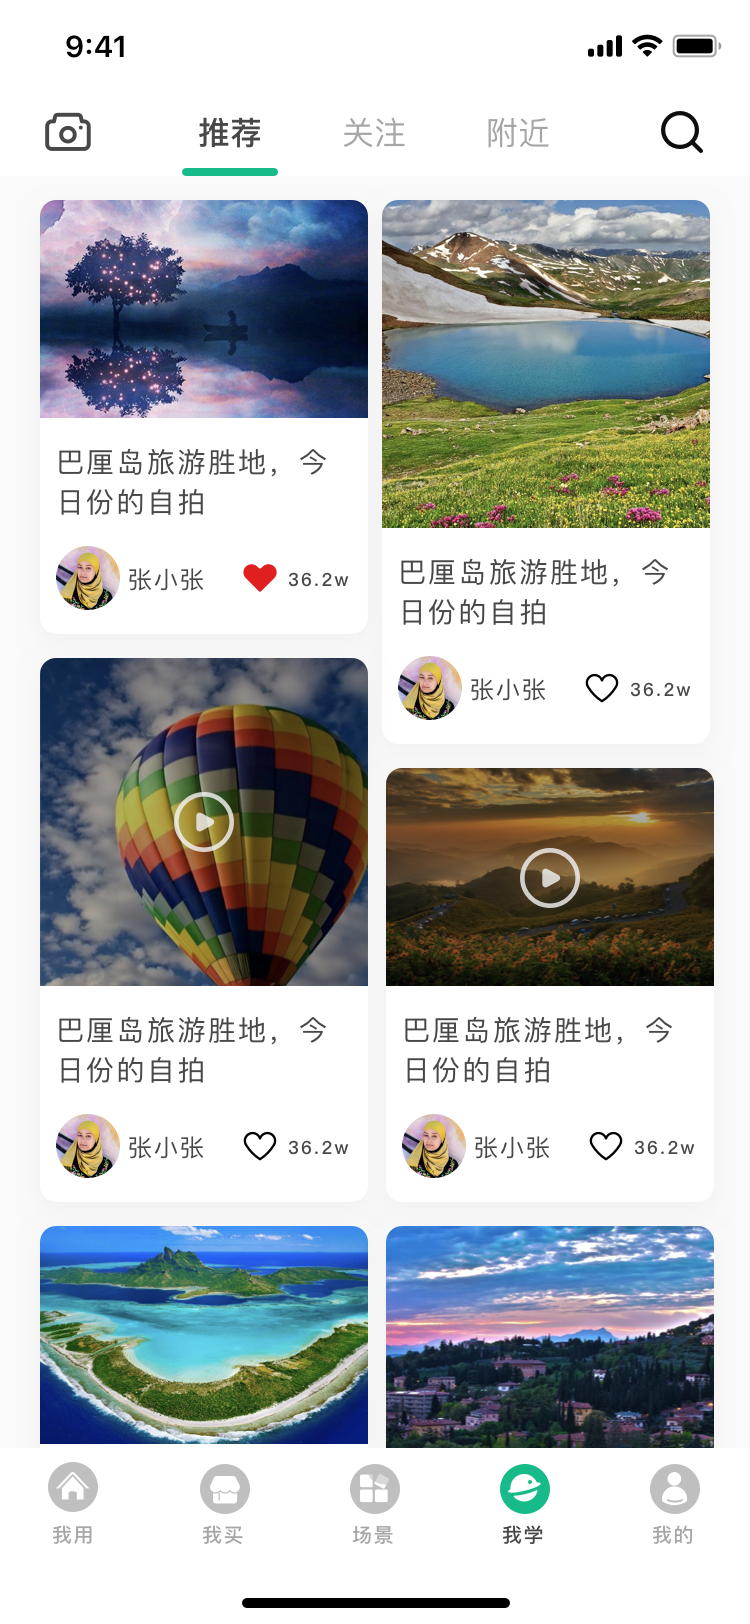 9:41
推荐
关注
附近
巴厘岛旅游胜地，今
日份的自拍
张小张
36.2w
巴厘岛旅游胜地，今
日份的自拍
张小张
36.2w
巴厘岛旅游胜地，今
日份的自拍
张小张
36.2w
巴厘岛旅游胜地，今
日份的自拍
张小张
36.2w
我用
我买
场景
我学
我的